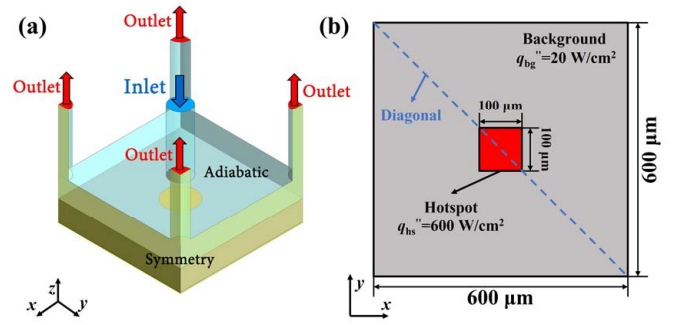 (a)
Outlet
Outlet
Inlet
Outlet
Outlet
Adiabatic
Symmetry
z
x
y
(b)
Background
q_bg''=20 W/cm²
Diagonal
100 μm
100 μm
Hotspot
q_hs''=600 W/cm²
600 μm
y
x
600 μm